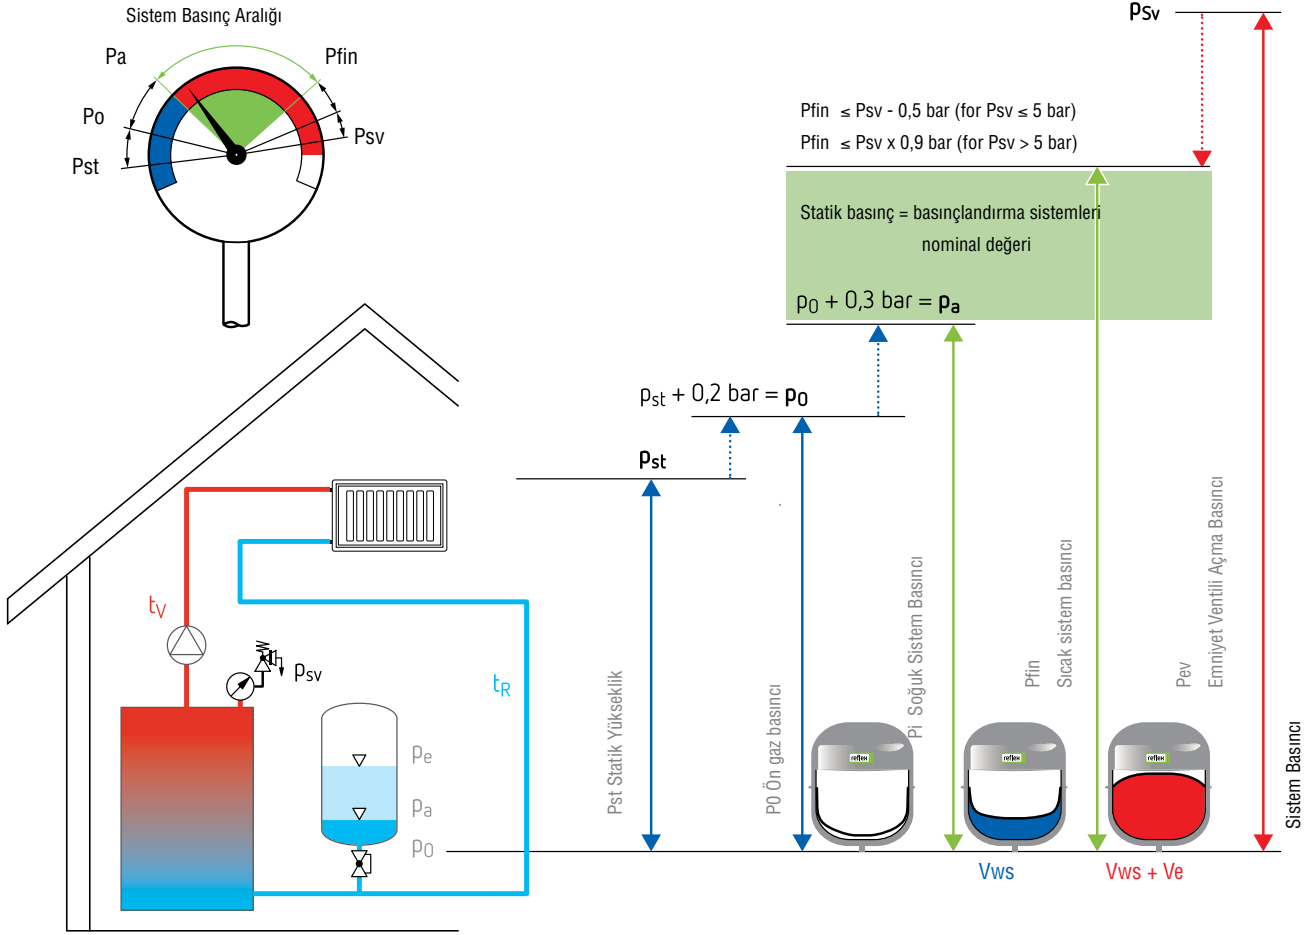 Sistem Basınç Aralığı
Pa
Pfin
Po
Psv
Pst
pSv
Pfin ≤ Psv - 0,5 bar (for Psv ≤ 5 bar)
Pfin ≤ Psv x 0,9 bar (for Psv > 5 bar)
Statik basınç = basınçlandırma sistemleri
nominal değeri
p0 + 0,3 bar = pa
pst + 0,2 bar = p0
pst
tV
psv
tR
pe
pa
p0
Pst Statik Yükseklik
P0 Ön gaz basıncı
Pi Soğuk Sistem Basıncı
Pfin
Sıcak sistem basıncı
Pev
Emniyet Ventili Açma Basıncı
Sistem Basıncı
reflex
reflex
reflex
Vws
Vws + Ve